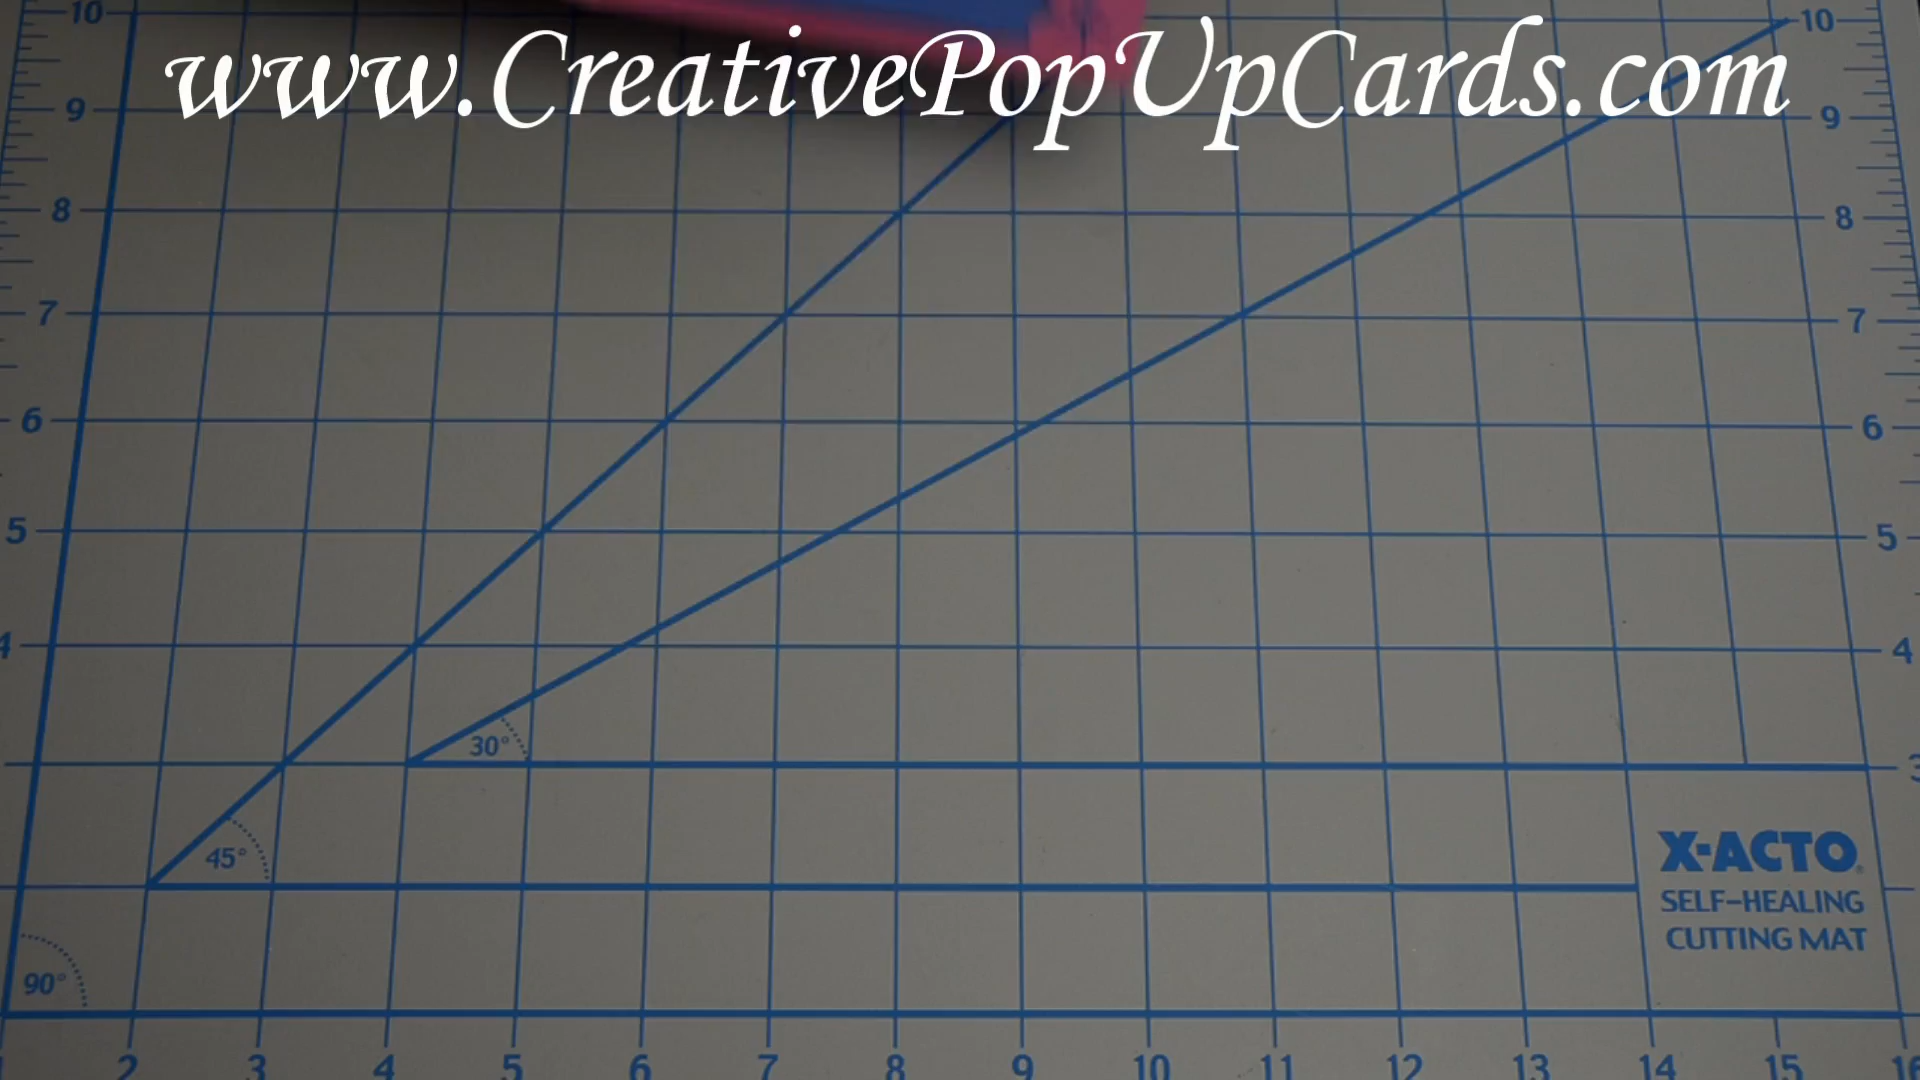 www.CreativePopUpCards.com
10 10
9 9
8 8
7 7
6 6
5 5
4 4
30°
3
45°
X-ACTO®
SELF-HEALING
CUTTING MAT
90°
2 3 4 5 6 7 8 9 10 11 12 13 14 15 16